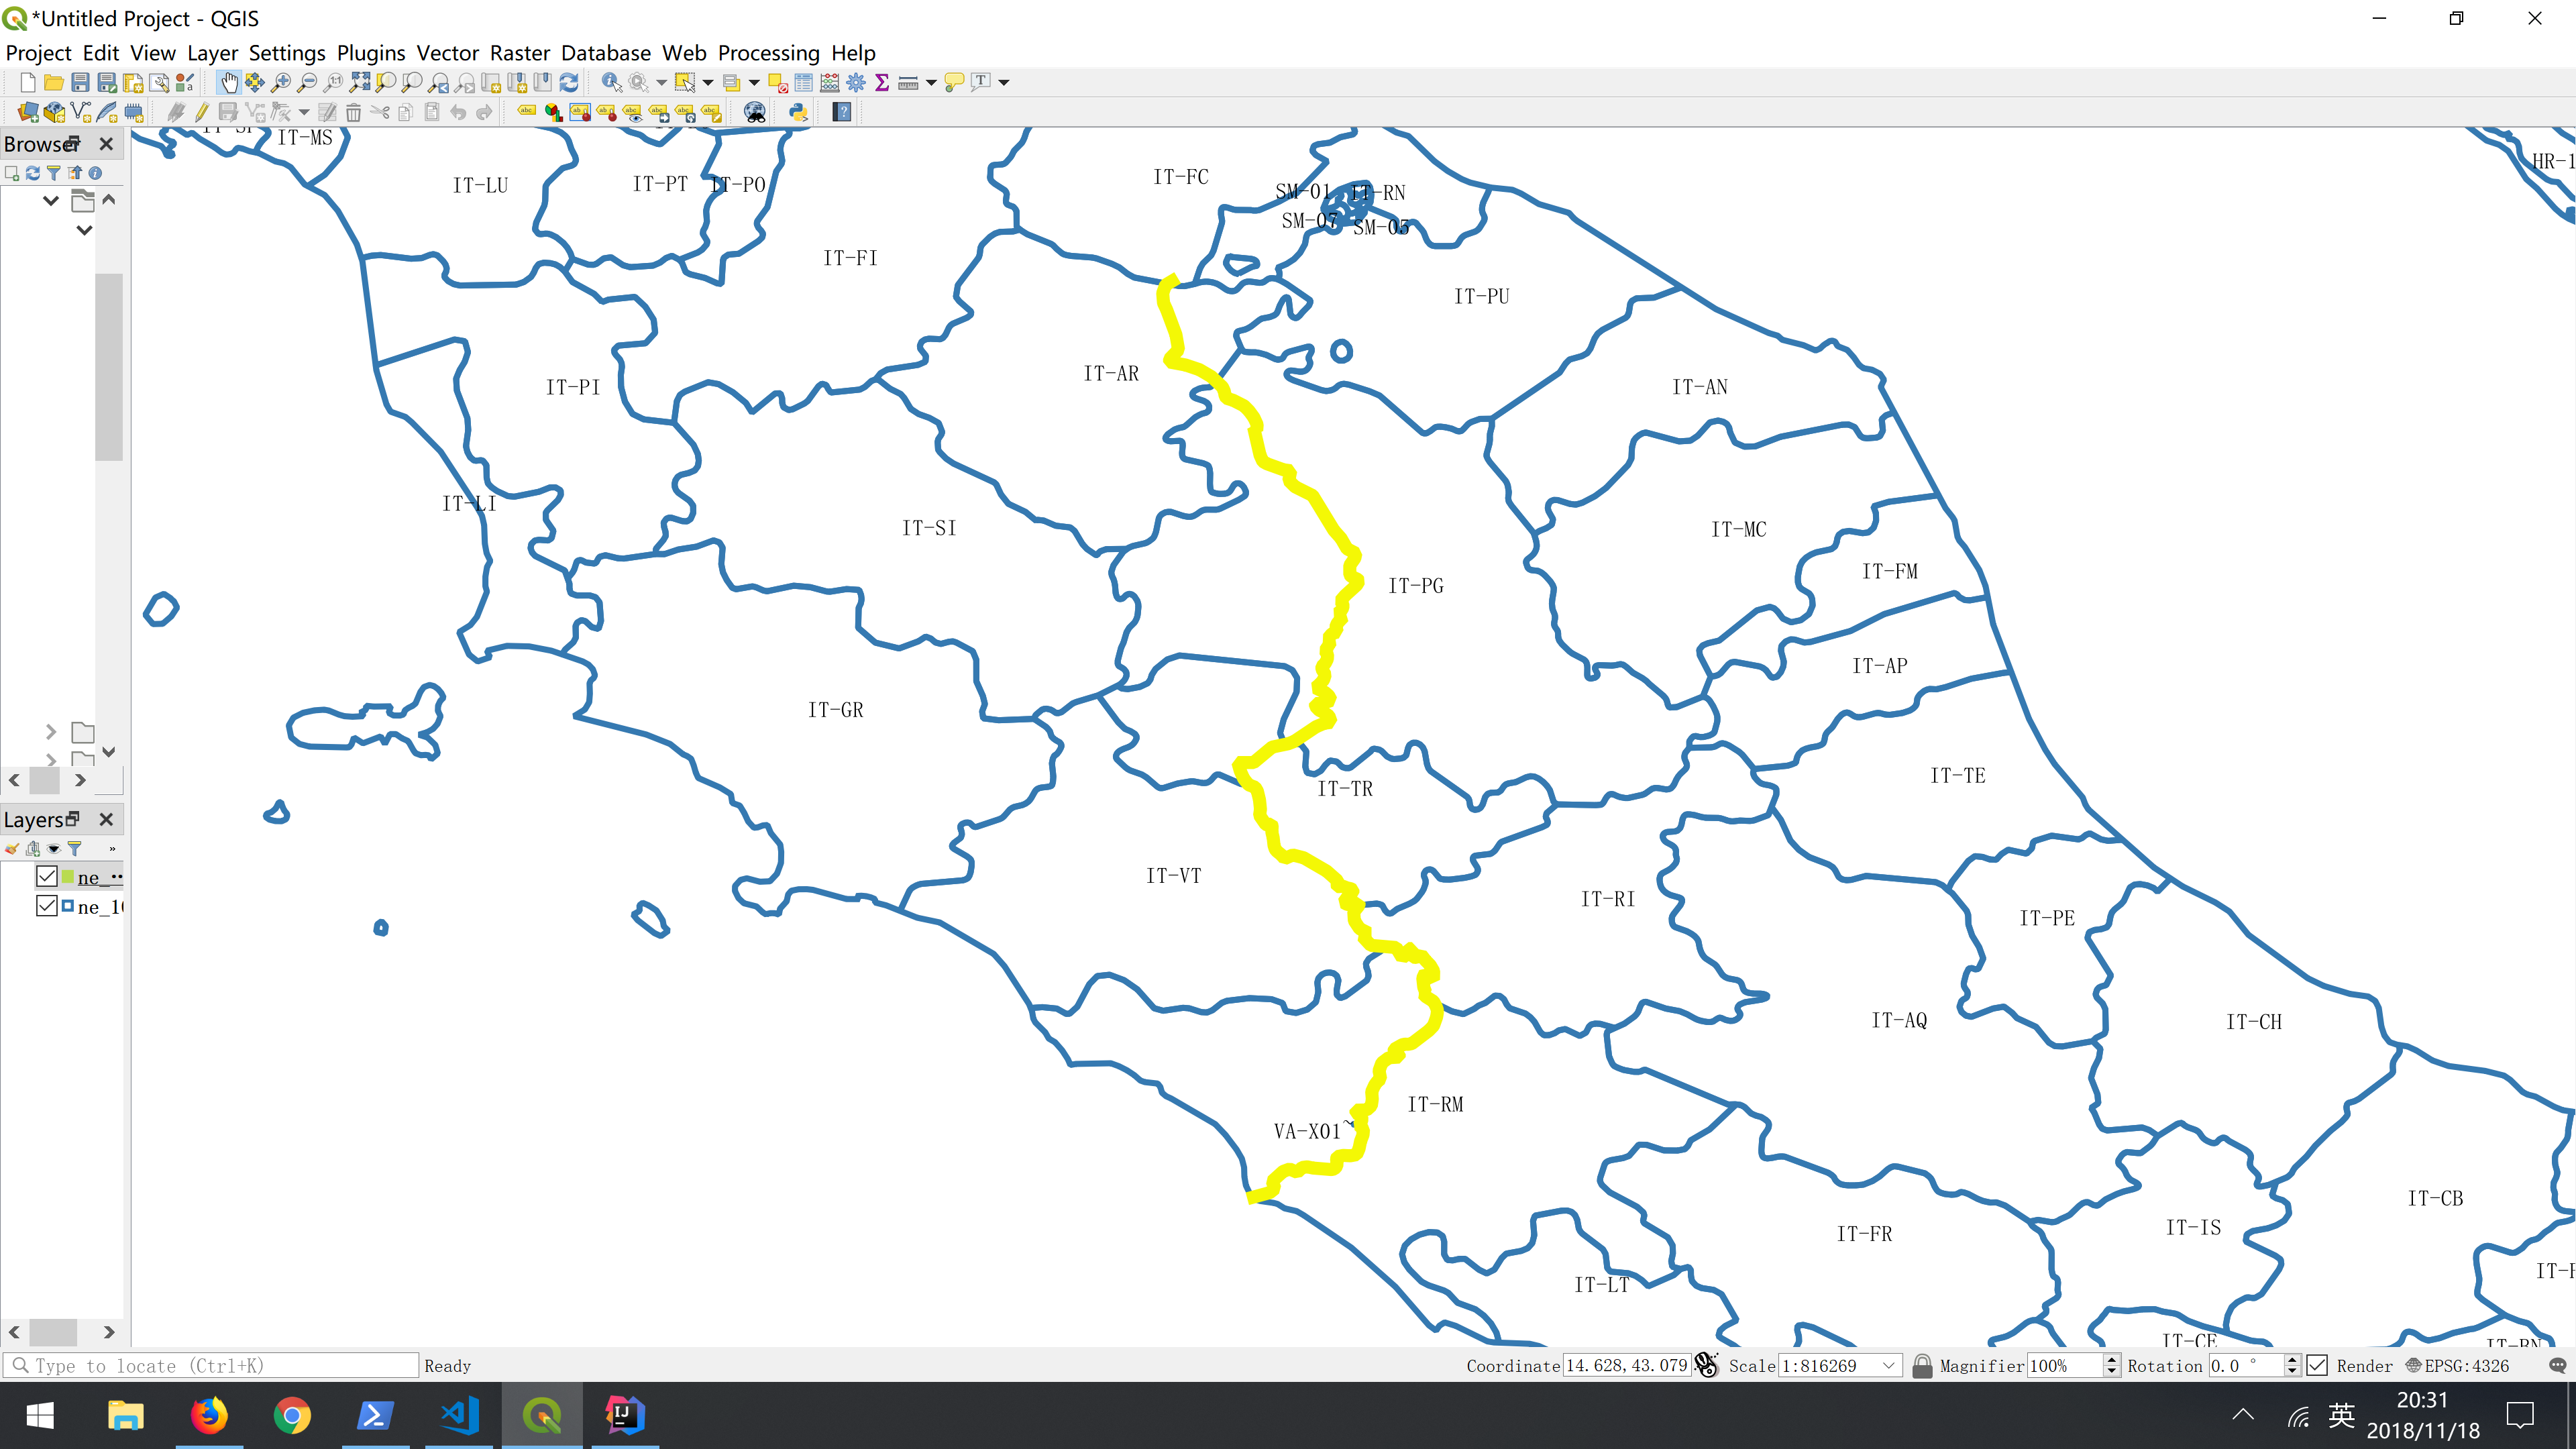 *Untitled Project - QGIS
Project Edit View Layer Settings Plugins Vector Raster Database Web Processing Help
Browser
Layers
ne_…
ne_10
IT-MS
HR-1
IT-LU
IT-PT
IT-PO
IT-FC
SM-01
IT-RN
SM-07
SM-05
IT-FI
IT-PU
IT-AR
IT-PI
IT-AN
IT-LI
IT-SI
IT-MC
IT-FM
IT-PG
IT-AP
IT-GR
IT-TE
IT-TR
IT-VT
IT-RI
IT-PE
IT-AQ
IT-CH
IT-RM
VA-X01~
IT-CB
IT-IS
IT-FR
IT-LT
IT-CE
IT-BN
Type to locate (Ctrl+K)
Ready
Coordinate 14.628,43.079
Scale 1:816269
Magnifier 100%
Rotation 0.0 °
Render
EPSG:4326
英
20:31
2018/11/18